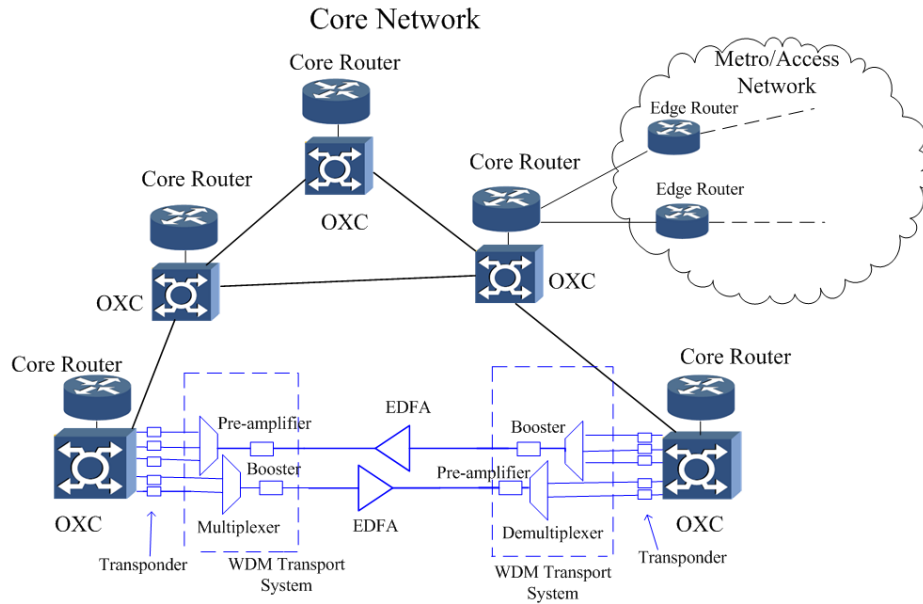 Core Network
Core Router
Metro/Access
Network
Edge Router
Core Router
Core Router
Edge Router
OXC
OXC
OXC
Core Router
Core Router
EDFA
Pre-amplifier
Booster
Booster
Pre-amplifier
OXC
Multiplexer
EDFA
Demultiplexer
OXC
Transponder
WDM Transport
System
WDM Transport
System
Transponder